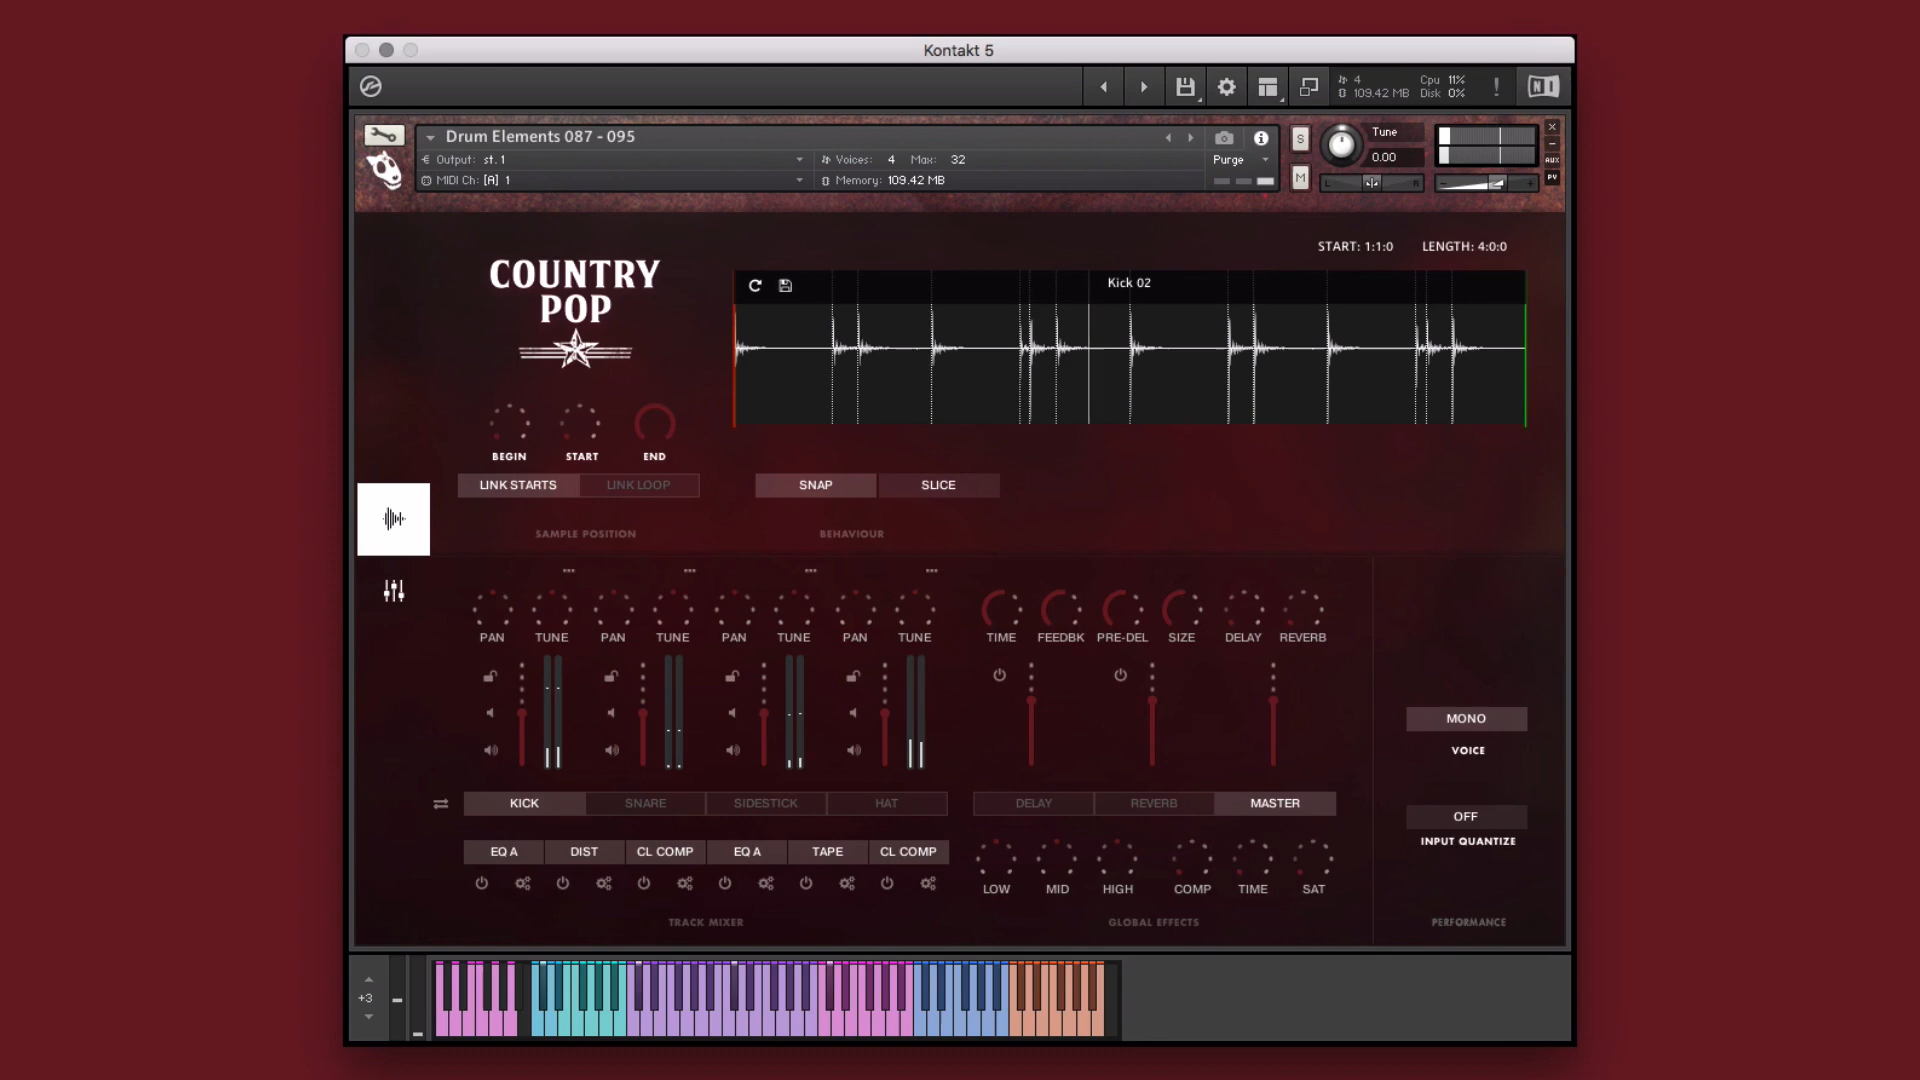 Kontakt 5
4
109.42 MB
Cpu 11%
Disk 0%
!
NI
Drum Elements 087 - 095
Output: st.1
Voices: 4 Max: 32
Purge
MIDI Ch: [A] 1
Memory: 109.42 MB
S
M
Tune
0.00
L R
- +
×
-
AUX
PV
START: 1:1:0 LENGTH: 4:0:0
COUNTRY
POP
Kick 02
BEGIN START END
LINK STARTS LINK LOOP
SNAP SLICE
SAMPLE POSITION
BEHAVIOUR
PAN TUNE PAN TUNE PAN TUNE PAN TUNE
TIME FEEDBK PRE-DEL SIZE DELAY REVERB
MONO
VOICE
KICK SNARE SIDESTICK HAT
DELAY REVERB MASTER
OFF
INPUT QUANTIZE
EQ A DIST CL COMP EQ A TAPE CL COMP
LOW MID HIGH COMP TIME SAT
TRACK MIXER
GLOBAL EFFECTS
PERFORMANCE
+3